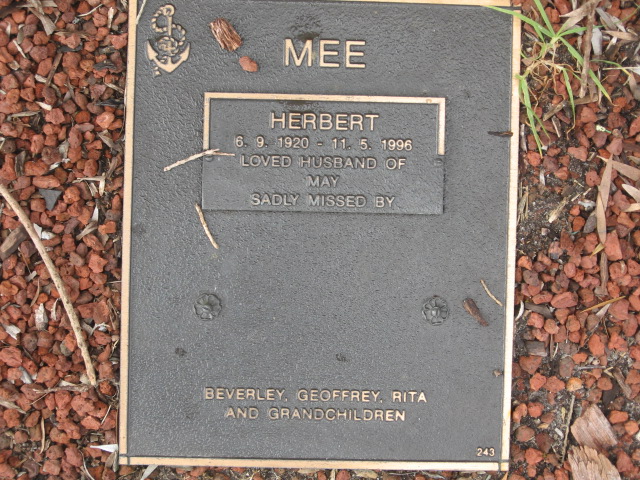 MEE
HERBERT
6. 9. 1920 - 11. 5. 1996
LOVED HUSBAND OF
MAY
SADLY MISSED BY
BEVERLEY, GEOFFREY, RITA
AND GRANDCHILDREN
243